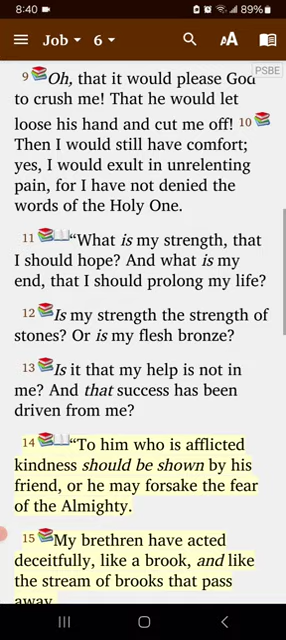 8:40 89%
Job 6 AA
PSBE
9 Oh, that it would please God
to crush me! That he would let
loose his hand and cut me off! 10
Then I would still have comfort;
yes, I would exult in unrelenting
pain, for I have not denied the
words of the Holy One.
11 “What is my strength, that
I should hope? And what is my
end, that I should prolong my life?
12 Is my strength the strength of
stones? Or is my flesh bronze?
13 Is it that my help is not in
me? And that success has been
driven from me?
14 “To him who is afflicted
kindness should be shown by his
friend, or he may forsake the fear
of the Almighty.
15 My brethren have acted
deceitfully, like a brook, and like
the stream of brooks that pass
away